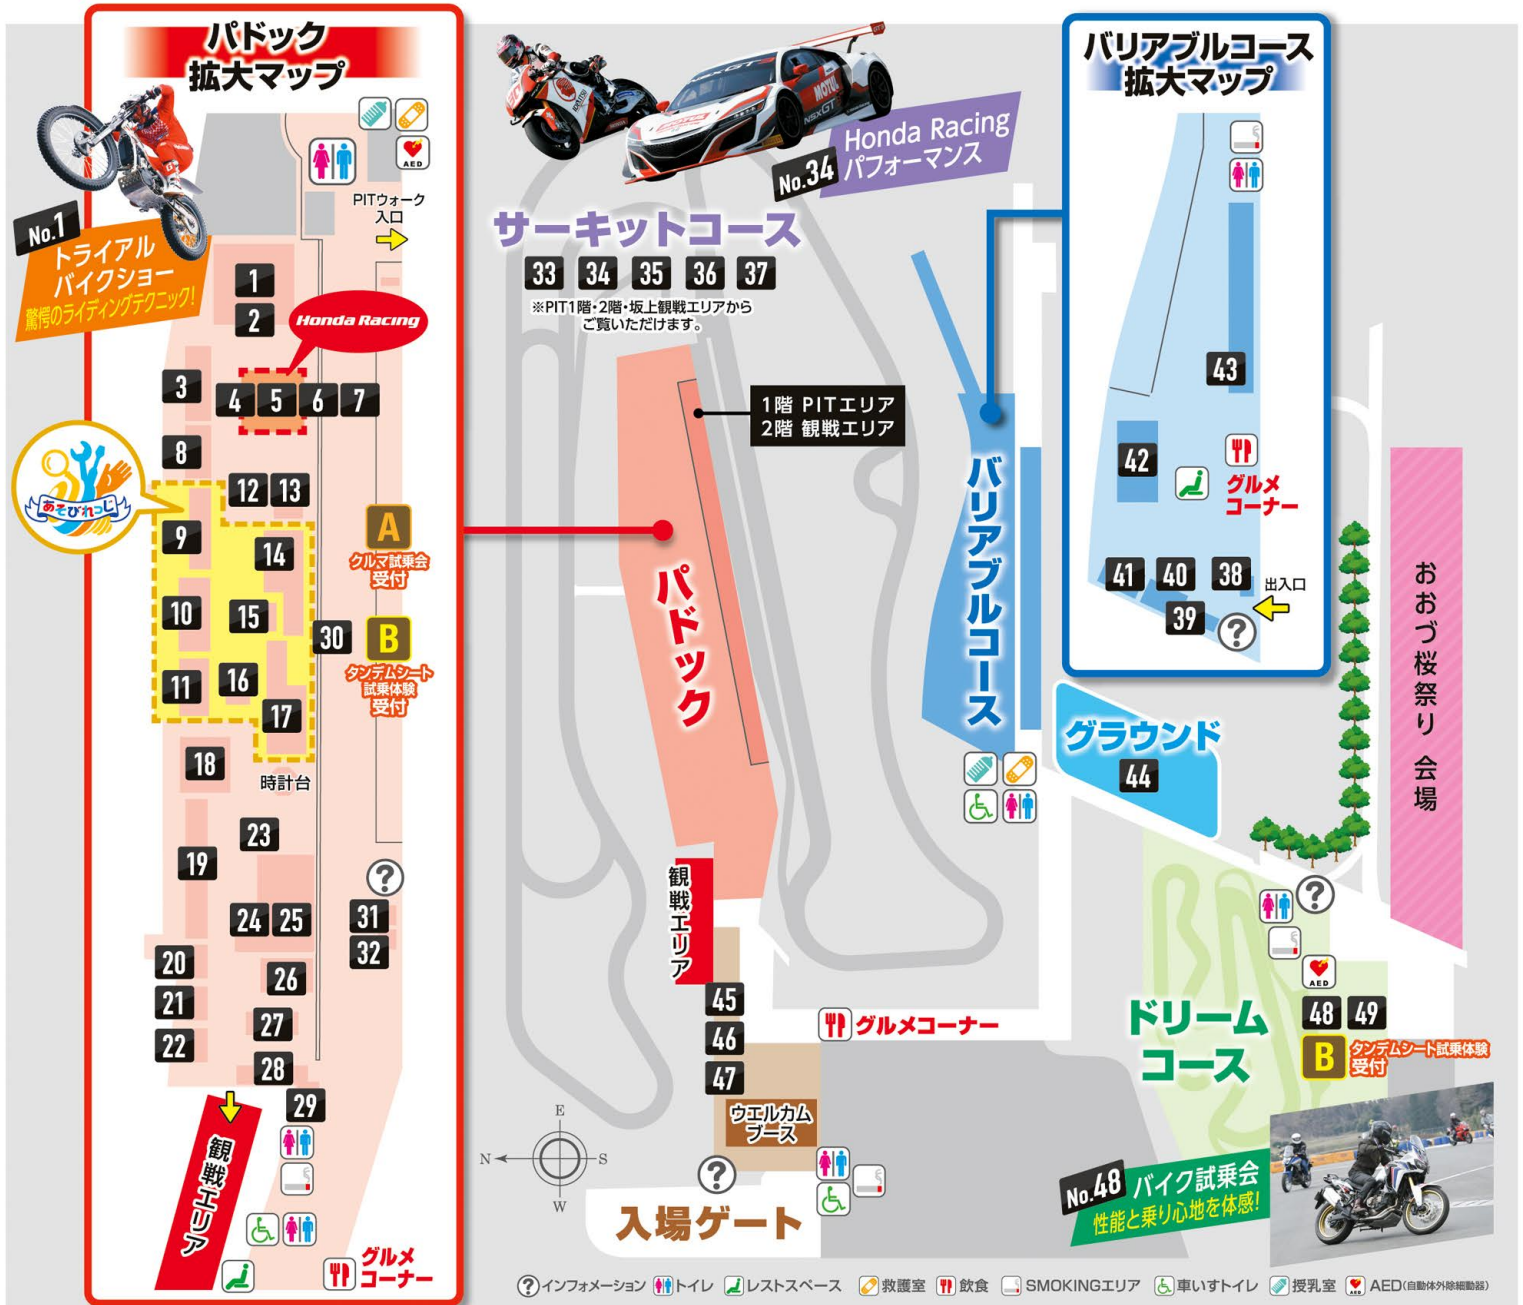 パドック
拡大マップ
No.1
トライアル
バイクショー
驚愕のライディングテクニック!
AED
PITウォーク
入口
1
2
Honda Racing
3
4
5
6
7
8
あそびれっじ
9
10
11
12
13
14
15
16
17
A
クルマ試乗会
受付
30
B
タンデムシート
試乗体験
受付
18
時計台
19
23
24
25
?
31
32
20
21
22
26
27
28
29
観戦エリア
グルメ
コーナー
No.34
Honda Racing
パフォーマンス
サーキットコース
33
34
35
36
37
※PIT1階・2階・坂上観戦エリアから
ご覧いただけます。
1階 PITエリア
2階 観戦エリア
パドック
観戦エリア
45
46
47
グルメコーナー
ウエルカム
ブース
?
入場ゲート
E
N
S
W
バリアブルコース
バリアブルコース
拡大マップ
43
42
グルメ
コーナー
41
40
38
39
出入口
?
グラウンド
44
おおづ桜祭り 会場
?
AED
ドリーム
コース
48
49
B
タンデムシート試乗体験
受付
No.48
バイク試乗会
性能と乗り心地を体感!
?インフォメーション トイレ レストスペース 救護室 飲食 SMOKINGエリア 車いすトイレ 授乳室 AED AED(自動体外除細動器)